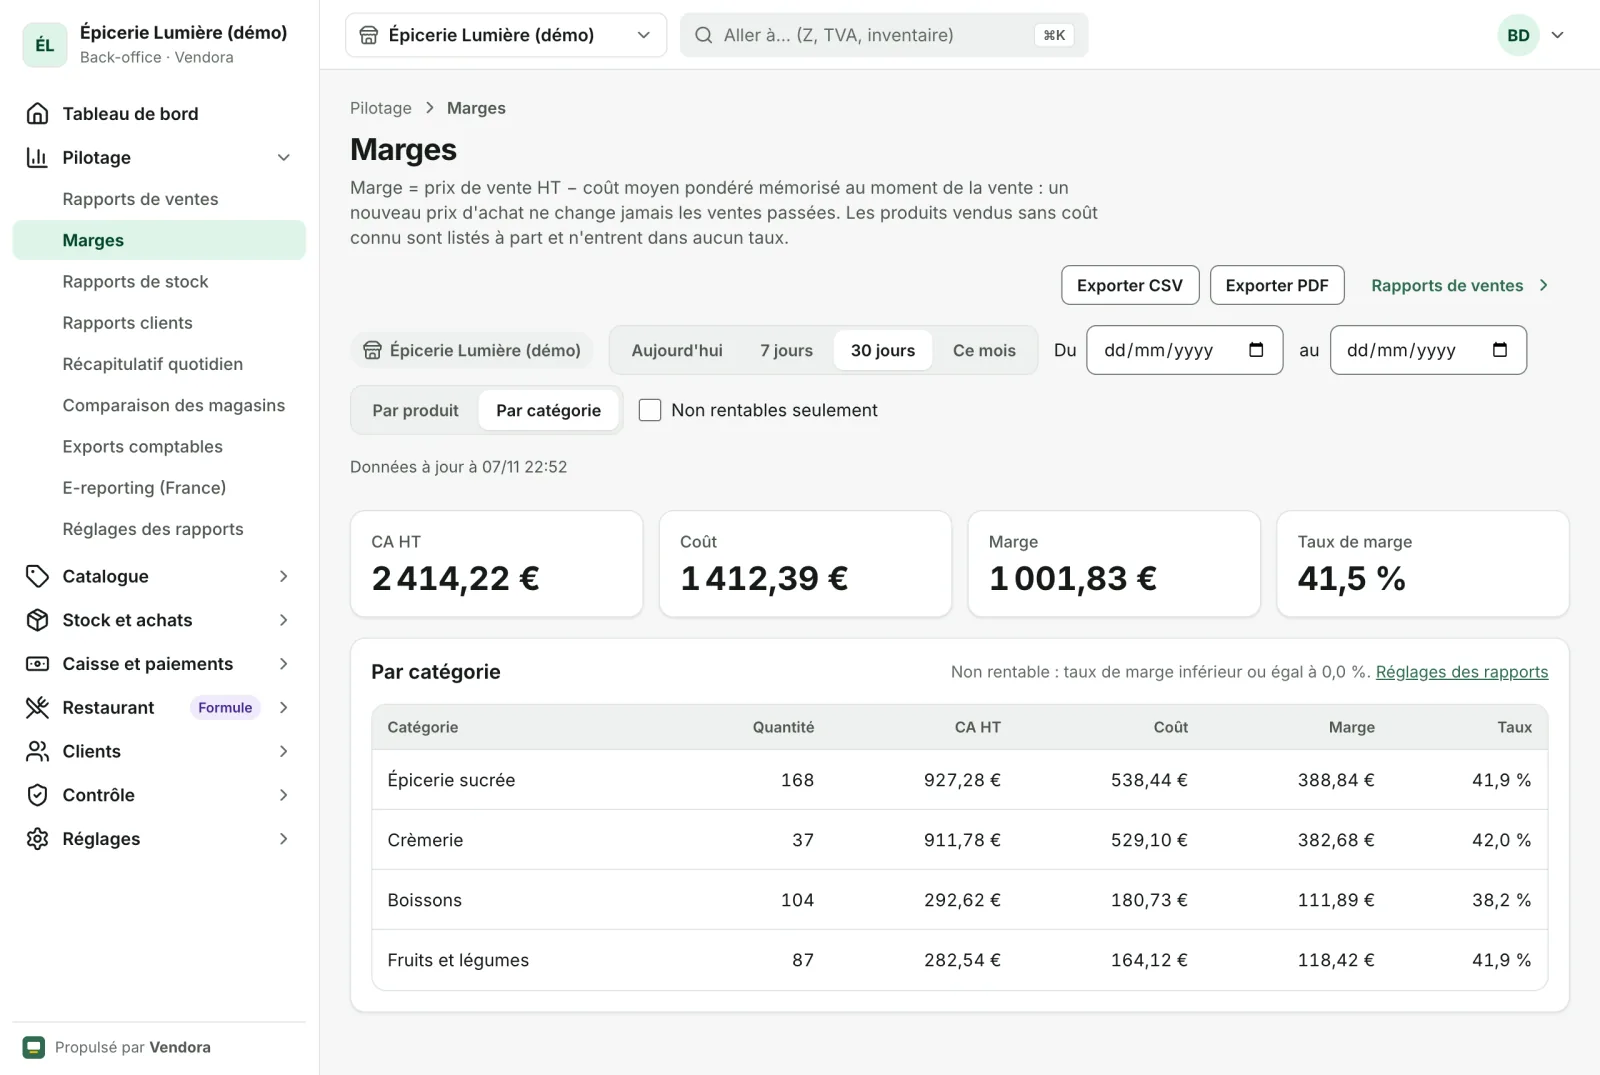 ÉL
Épicerie Lumière (démo)
Back-office · Vendora
Tableau de bord
Pilotage
Rapports de ventes
Marges
Rapports de stock
Rapports clients
Récapitulatif quotidien
Comparaison des magasins
Exports comptables
E-reporting (France)
Réglages des rapports
Catalogue
Stock et achats
Caisse et paiements
Restaurant Formule
Clients
Contrôle
Réglages
Propulsé par Vendora
Épicerie Lumière (démo)
Aller à... (Z, TVA, inventaire) ⌘K
BD
Pilotage > Marges
Marges
Marge = prix de vente HT − coût moyen pondéré mémorisé au moment de la vente : un
nouveau prix d'achat ne change jamais les ventes passées. Les produits vendus sans coût
connu sont listés à part et n'entrent dans aucun taux.
Exporter CSV Exporter PDF Rapports de ventes
Épicerie Lumière (démo) Aujourd'hui 7 jours 30 jours Ce mois Du dd/mm/yyyy au dd/mm/yyyy
Par produit Par catégorie Non rentables seulement
Données à jour à 07/11 22:52
CA HT
2 414,22 €
Coût
1 412,39 €
Marge
1 001,83 €
Taux de marge
41,5 %
Par catégorie
Non rentable : taux de marge inférieur ou égal à 0,0 %. Réglages des rapports
Catégorie Quantité CA HT Coût Marge Taux
Épicerie sucrée 168 927,28 € 538,44 € 388,84 € 41,9 %
Crèmerie 37 911,78 € 529,10 € 382,68 € 42,0 %
Boissons 104 292,62 € 180,73 € 111,89 € 38,2 %
Fruits et légumes 87 282,54 € 164,12 € 118,42 € 41,9 %